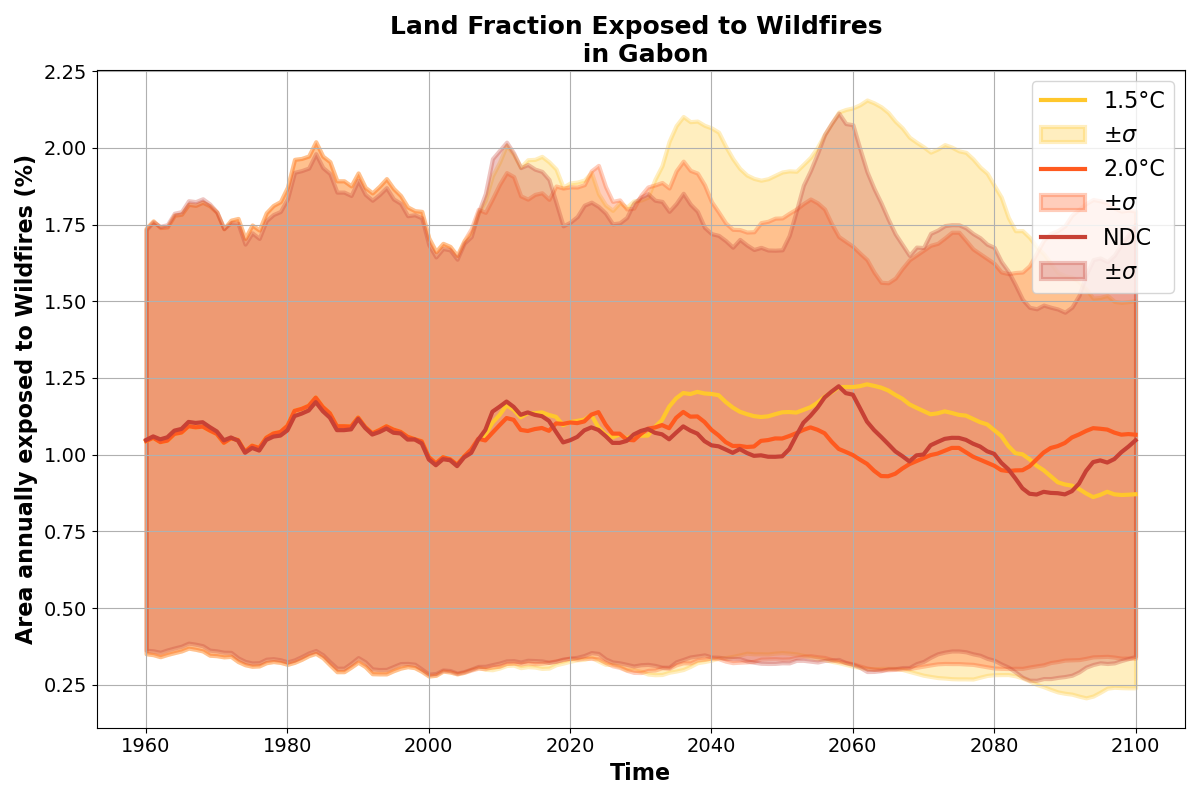 Land Fraction Exposed to Wildfires
in Gabon
Area annually exposed to Wildfires (%)
2.25
2.00
1.75
1.50
1.25
1.00
0.75
0.50
0.25
1.5°C
±σ
2.0°C
±σ
NDC
±σ
1960
1980
2000
2020
2040
2060
2080
2100
Time